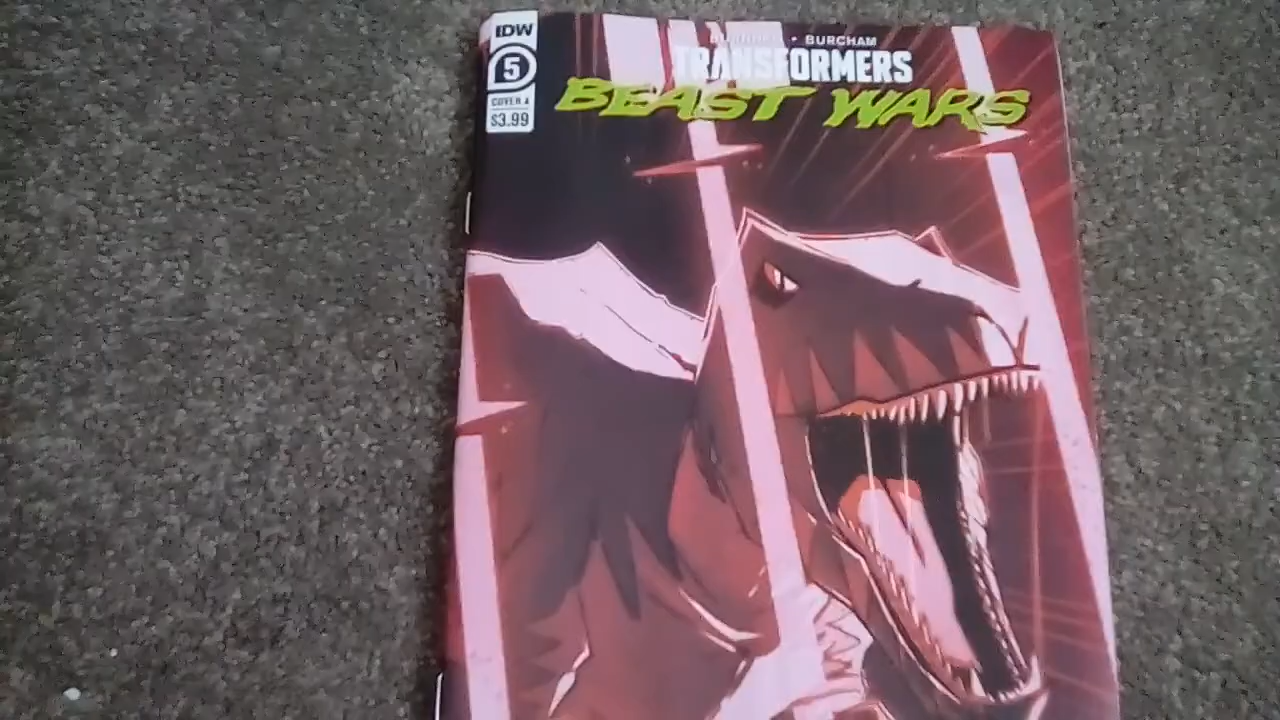 IDW
5
COVER A
$3.99
• BURCHAM
TRANSFORMERS
BEAST WARS